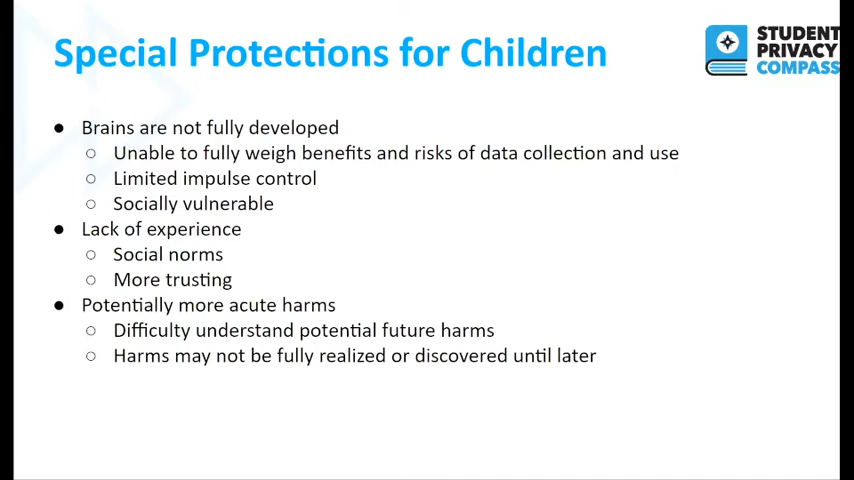 Special Protections for Children
STUDENT
PRIVACY
COMPASS
● Brains are not fully developed
○ Unable to fully weigh benefits and risks of data collection and use
○ Limited impulse control
○ Socially vulnerable
● Lack of experience
○ Social norms
○ More trusting
● Potentially more acute harms
○ Difficulty understand potential future harms
○ Harms may not be fully realized or discovered until later